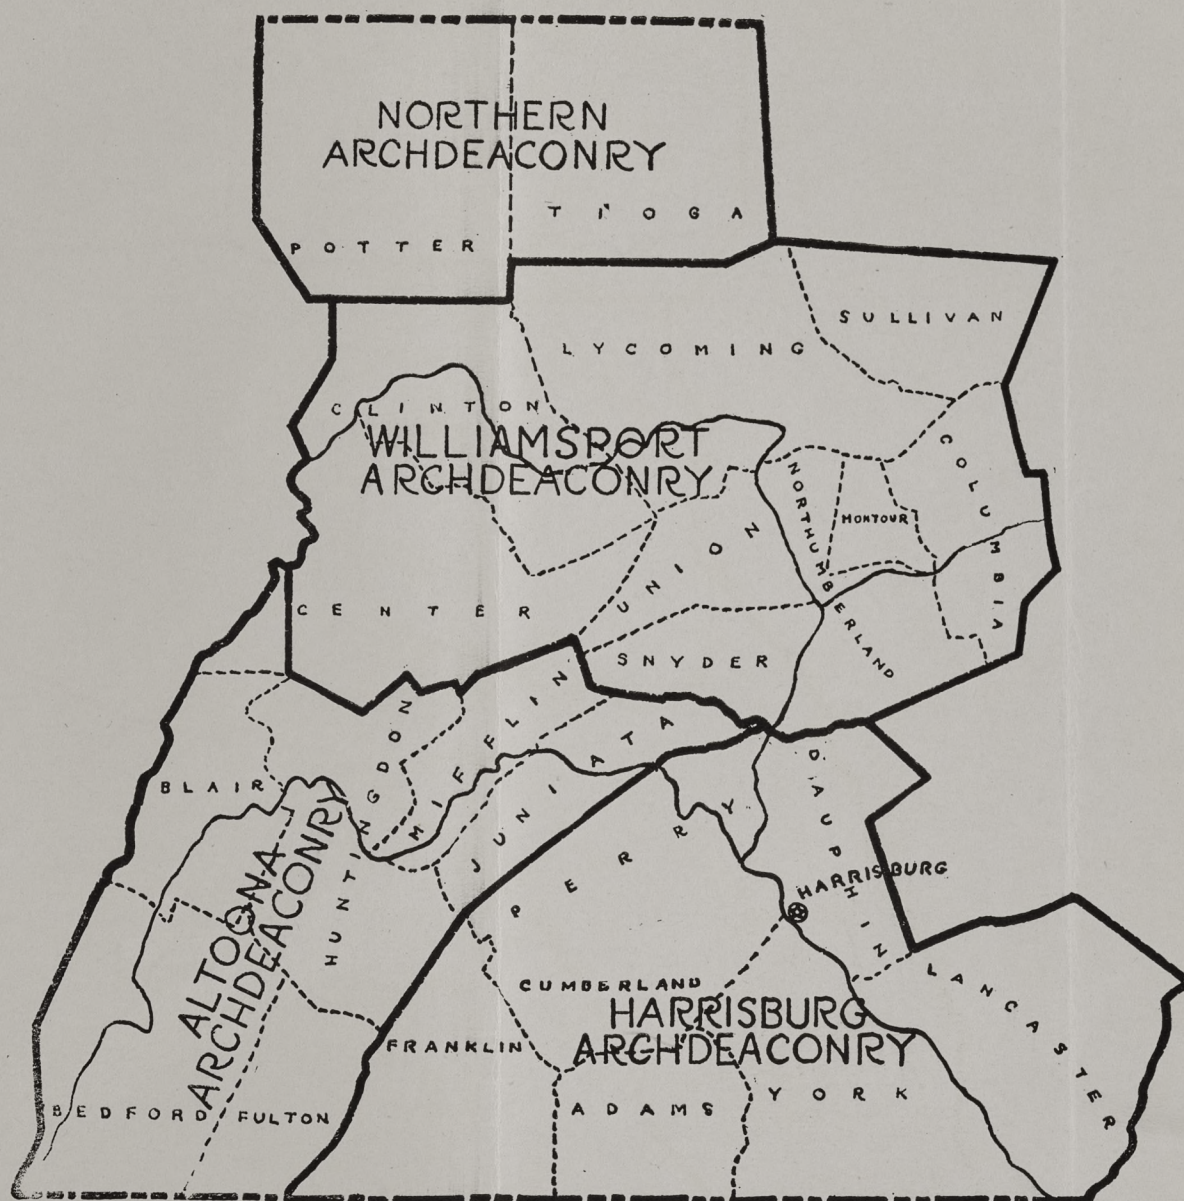 NORTHERN
ARCHDEACONRY
TIOGA
POTTER
SULLIVAN
LYCOMING
CLINTON
WILLIAMSPORT
ARCHDEACONRY
COLUMBIA
NORTHUMBERLAND
MONTOUR
UNION
CENTER
SNYDER
MIFFLIN
JUNIATA
HUNTINGDON
BLAIR
ALTOONA
ARCHDEACONRY
PERRY
DAUPHIN
HARRISBURG
CUMBERLAND
LANCASTER
HARRISBURG
ARCHDEACONRY
FRANKLIN
YORK
ADAMS
BEDFORD
FULTON